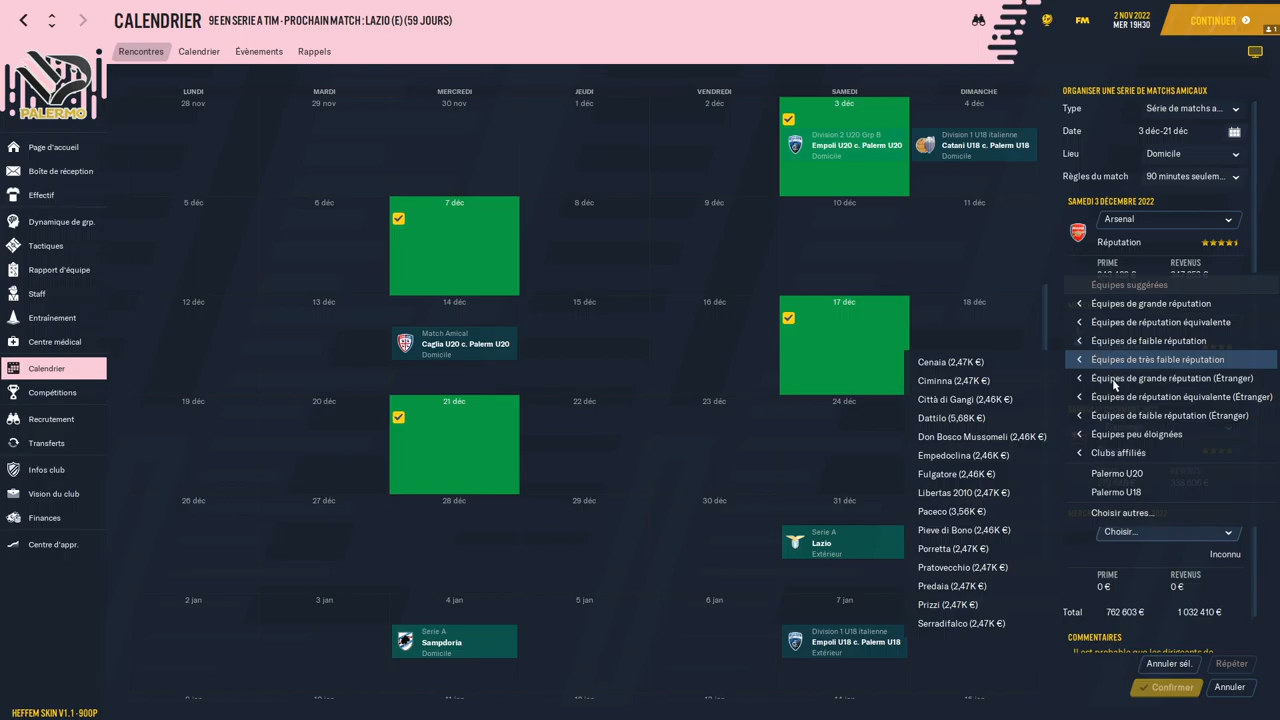 CALENDRIER
9E EN SERIE A TIM - PROCHAIN MATCH : LAZIO (E) (59 JOURS)
FM
2 NOV 2022
MER 19H30
CONTINUER
1
Rencontres
Calendrier
Évènements
Rappels
PALERMO
Page d'accueil
Boîte de réception
Effectif
Dynamique de grp.
Tactiques
Rapport d'équipe
Staff
Entraînement
Centre médical
Calendrier
Compétitions
Recrutement
Transferts
Infos club
Vision du club
Finances
Centre d'appr.
HEFFEM SKIN V1.1 - 900P
LUNDI
MARDI
MERCREDI
JEUDI
VENDREDI
SAMEDI
DIMANCHE
28 nov
29 nov
30 nov
1 déc
2 déc
3 déc
Division 2 U20 Grp B
Empoli U20 c. Palerm U20
Domicile
4 déc
Division 1 U18 italienne
Catani U18 c. Palerm U18
Domicile
5 déc
6 déc
7 déc
8 déc
9 déc
10 déc
11 déc
12 déc
13 déc
14 déc
Match Amical
Caglia U20 c. Palerm U20
Domicile
15 déc
16 déc
17 déc
18 déc
19 déc
20 déc
21 déc
22 déc
23 déc
24 déc
26 déc
27 déc
28 déc
29 déc
30 déc
31 déc
Serie A
Lazio
Extérieur
2 jan
3 jan
4 jan
Serie A
Sampdoria
Domicile
5 jan
6 jan
7 jan
Division 1 U18 italienne
Empoli U18 c. Palerm U18
Extérieur
Cenaia (2,47K €)
Ciminna (2,47K €)
Città di Gangi (2,46K €)
Dattilo (5,68K €)
Don Bosco Mussomeli (2,46K €)
Empedoclina (2,46K €)
Fulgatore (2,46K €)
Libertas 2010 (2,47K €)
Paceco (3,56K €)
Pieve di Bono (2,46K €)
Porretta (2,47K €)
Pratovecchio (2,47K €)
Predaia (2,47K €)
Prizzi (2,47K €)
Serradifalco (2,47K €)
ORGANISER UNE SÉRIE DE MATCHS AMICAUX
Type
Série de matchs a...
Date
3 déc-21 déc
Lieu
Domicile
Règles du match
90 minutes seulem...
SAMEDI 3 DÉCEMBRE 2022
Arsenal
Réputation
PRIME
REVENUS
Équipes suggérées
Équipes de grande réputation
Équipes de réputation équivalente
Équipes de faible réputation
Équipes de très faible réputation
Équipes de grande réputation (Étranger)
Équipes de réputation équivalente (Étranger)
Équipes de faible réputation (Étranger)
Équipes peu éloignées
Clubs affiliés
Palermo U20
Palermo U18
Choisir autres...
Choisir...
Inconnu
PRIME
REVENUS
0 €
0 €
Total
762 603 €
1 032 410 €
COMMENTAIRES
Il est probable que les dirigeants de
Annuler sél.
Répéter
Confirmer
Annuler